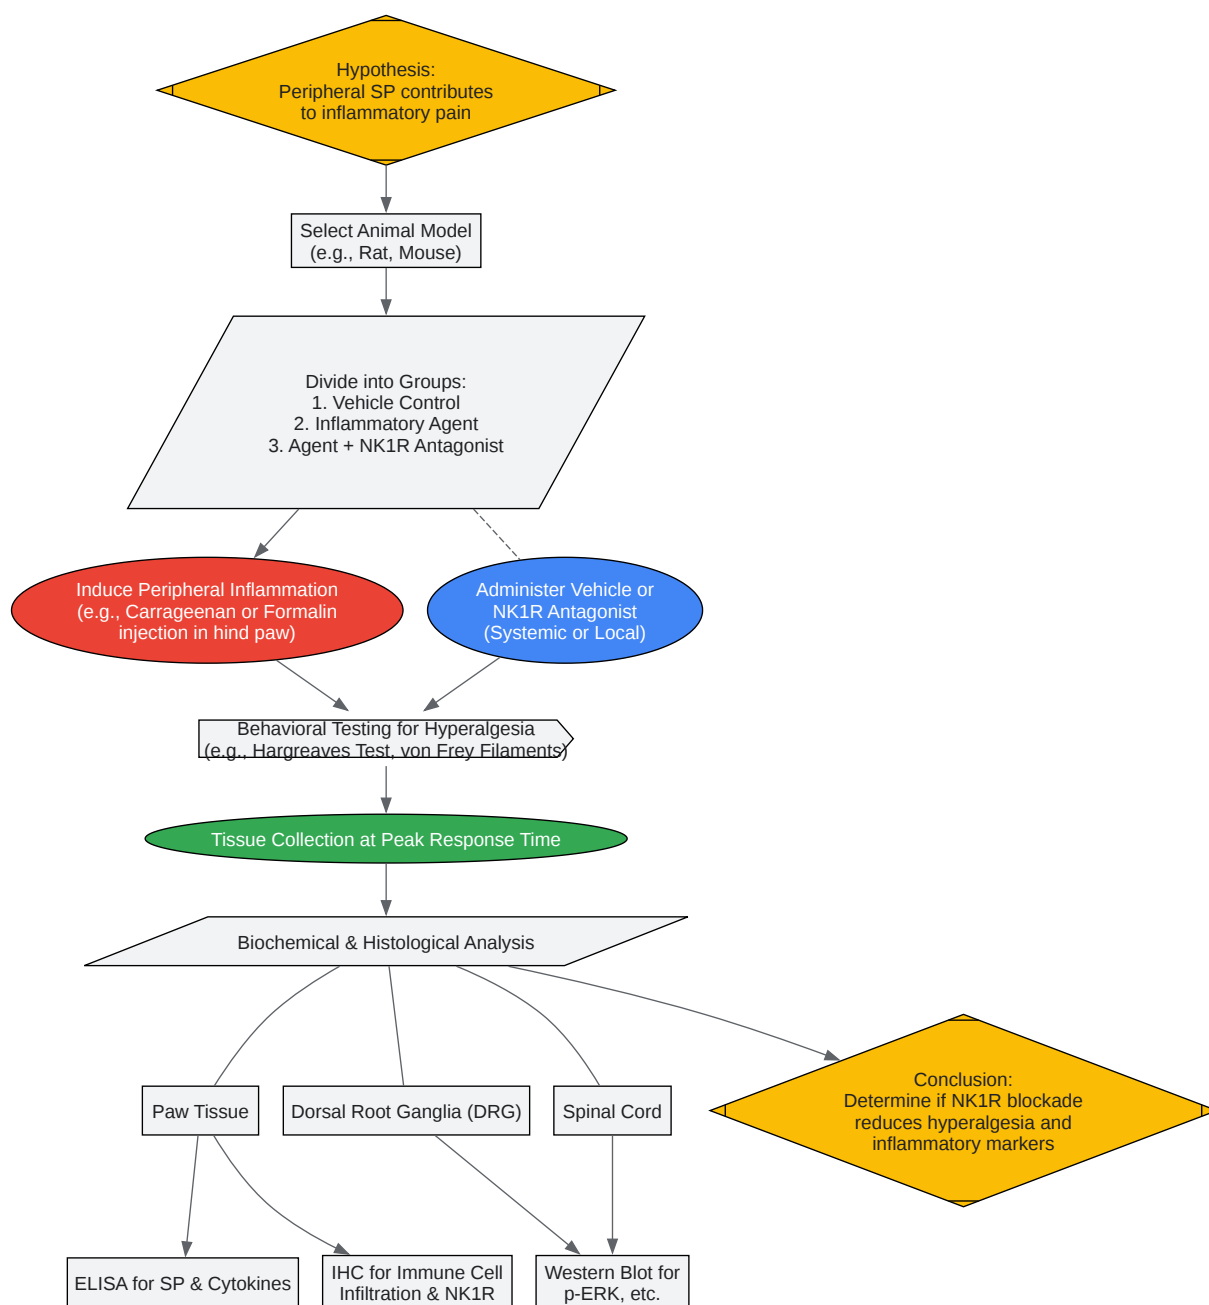 Hypothesis:
Peripheral SP contributes
to inflammatory pain
Select Animal Model
(e.g., Rat, Mouse)
Divide into Groups:
1. Vehicle Control
2. Inflammatory Agent
3. Agent + NK1R Antagonist
Induce Peripheral Inflammation
(e.g., Carrageenan or Formalin
injection in hind paw)
Administer Vehicle or
NK1R Antagonist
(Systemic or Local)
Behavioral Testing for Hyperalgesia
(e.g., Hargreaves Test, von Frey Filaments)
Tissue Collection at Peak Response Time
Biochemical & Histological Analysis
Paw Tissue
Dorsal Root Ganglia (DRG)
Spinal Cord
Conclusion:
Determine if NK1R blockade
reduces hyperalgesia and
inflammatory markers
ELISA for SP & Cytokines
IHC for Immune Cell
Infiltration & NK1R
Western Blot for
p-ERK, etc.